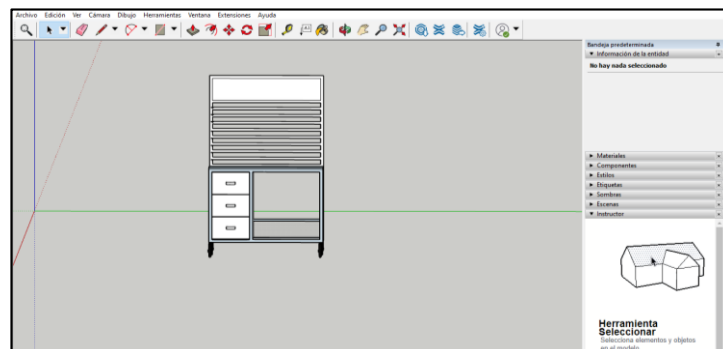 Archivo Edición Ver Cámara Dibujo Herramientas Ventana Extensiones Ayuda
Bandeja predeterminada
Información de la entidad
No hay nada seleccionado
Materiales
Componentes
Estilos
Etiquetas
Sombras
Escenas
Instructor
Herramienta
Seleccionar
Selecciona elementos y objetos
en el modelo